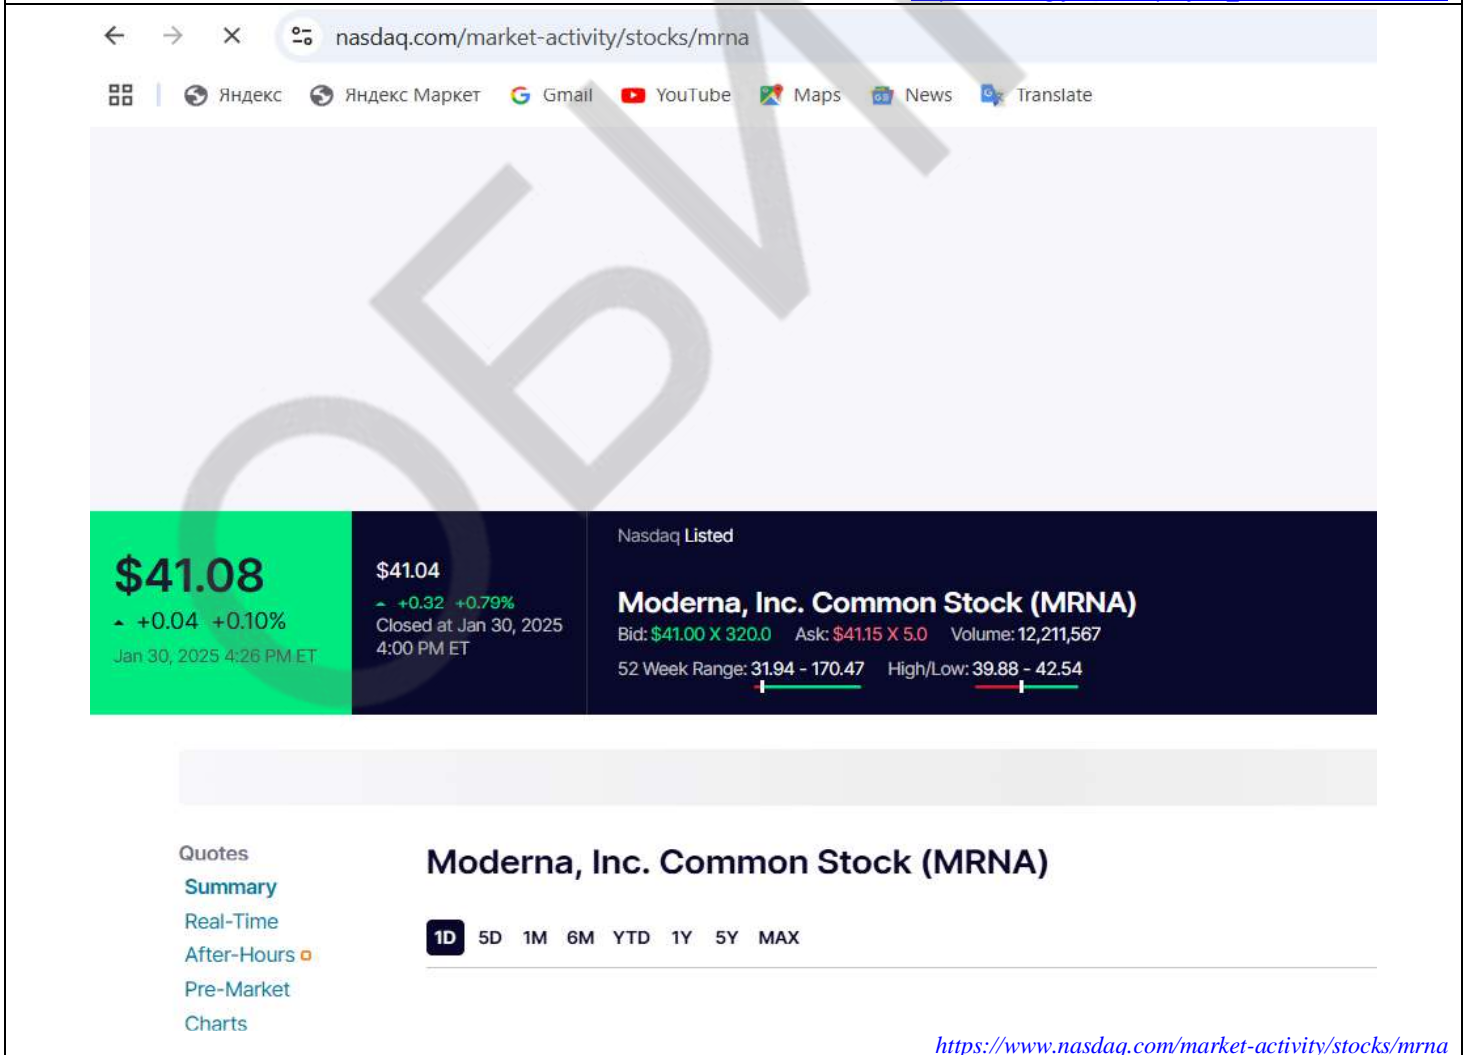 nasdaq.com/market-activity/stocks/mrna
Яндекс Яндекс Маркет Gmail YouTube Maps News Translate
Nasdaq Listed
$41.08
+0.04 +0.10%
Jan 30, 2025 4:26 PM ET
$41.04
+0.32 +0.79%
Closed at Jan 30, 2025
4:00 PM ET
Moderna, Inc. Common Stock (MRNA)
Bid: $41.00 X 320.0 Ask: $41.15 X 5.0 Volume: 12,211,567
52 Week Range: 31.94 - 170.47 High/Low: 39.88 - 42.54
Quotes
Summary
Real-Time
After-Hours
Pre-Market
Charts
Moderna, Inc. Common Stock (MRNA)
1D 5D 1M 6M YTD 1Y 5Y MAX
https://www.nasdaq.com/market-activity/stocks/mrna